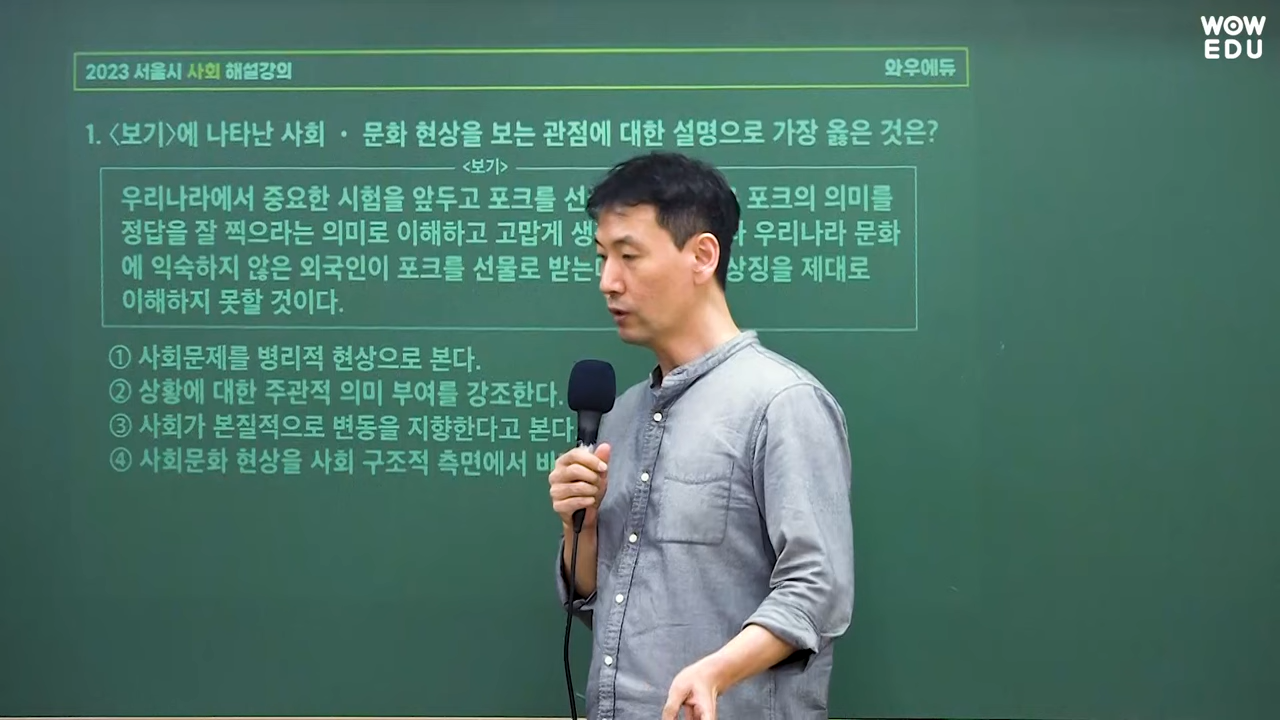 WOW
EDU
2023 서울시 사회 해설강의
와우에듀
1. 〈보기〉에 나타난 사회 · 문화 현상을 보는 관점에 대한 설명으로 가장 옳은 것은?
<보기>
우리나라에서 중요한 시험을 앞두고 포크를 포크의 의미를
정답을 잘 찍으라는 의미로 이해하고 고맙게 우리나라 문화
에 익숙하지 않은 외국인이 포크를 선물로 상징을 제대로
이해하지 못할 것이다.
① 사회문제를 병리적 현상으로 본다.
② 상황에 대한 주관적 의미 부여를 강조한다.
③ 사회가 본질적으로 변동을 지향한다고 본다
④ 사회문화 현상을 사회 구조적 측면에서